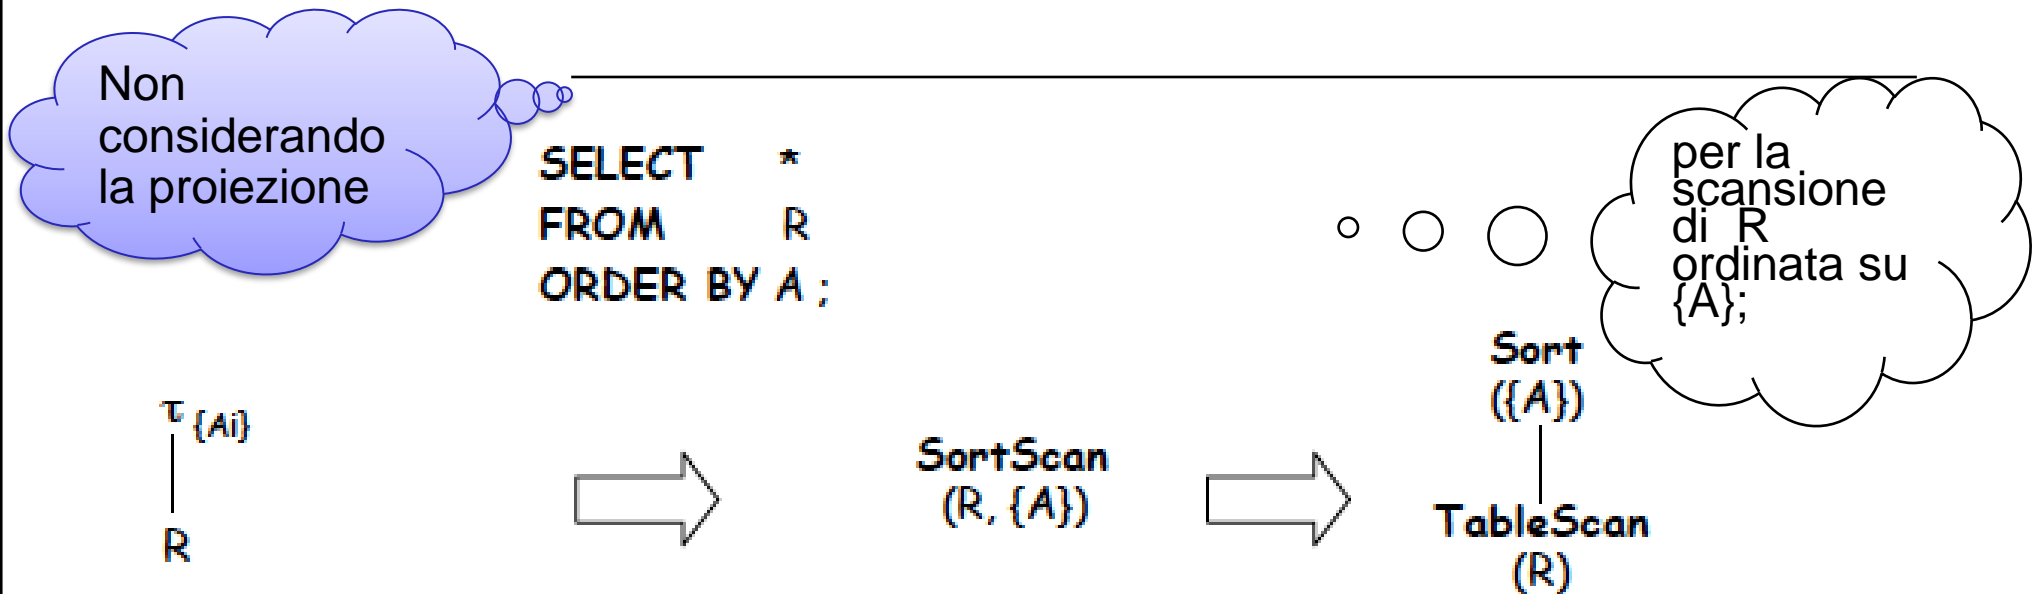 Non
considerando
la proiezione
SELECT *
FROM R
ORDER BY A ;
per la
scansione
di R
ordinata su
{A};
τ {Ai}
R
SortScan
(R, {A})
Sort
({A})
TableScan
(R)